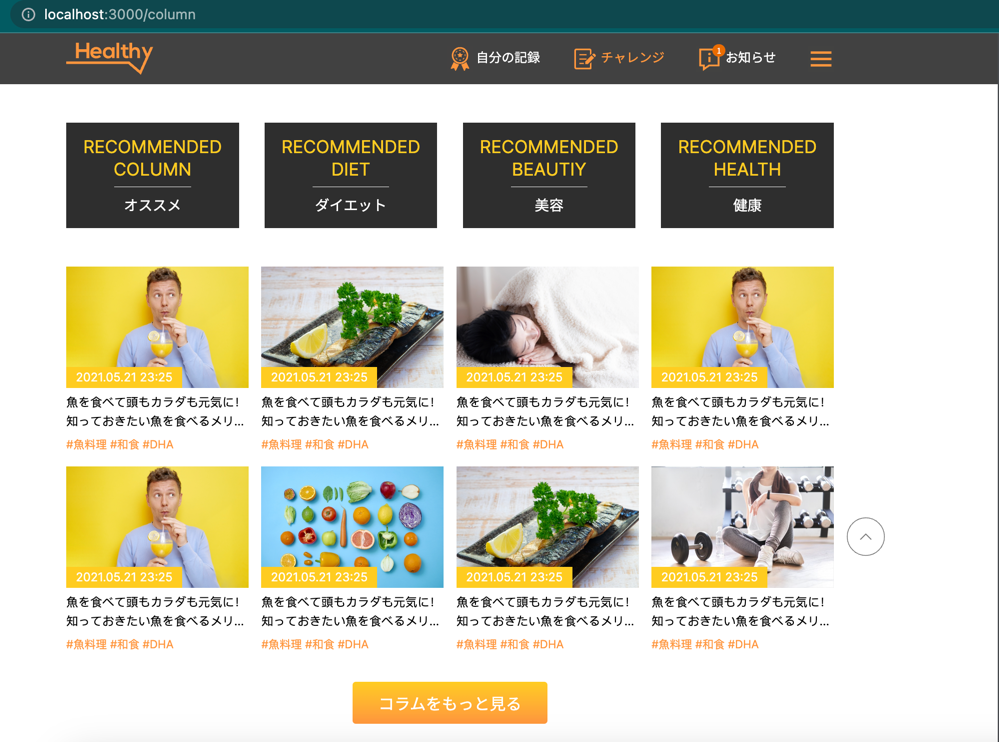 localhost:3000/column
Healthy
自分の記録
チャレンジ
1
お知らせ
RECOMMENDED
COLUMN
オススメ
RECOMMENDED
DIET
ダイエット
RECOMMENDED
BEAUTIY
美容
RECOMMENDED
HEALTH
健康
2021.05.21 23:25
魚を食べて頭もカラダも元気に!
知っておきたい魚を食べるメリ...
#魚料理 #和食 #DHA
2021.05.21 23:25
魚を食べて頭もカラダも元気に!
知っておきたい魚を食べるメリ...
#魚料理 #和食 #DHA
2021.05.21 23:25
魚を食べて頭もカラダも元気に!
知っておきたい魚を食べるメリ...
#魚料理 #和食 #DHA
2021.05.21 23:25
魚を食べて頭もカラダも元気に!
知っておきたい魚を食べるメリ...
#魚料理 #和食 #DHA
2021.05.21 23:25
魚を食べて頭もカラダも元気に!
知っておきたい魚を食べるメリ...
#魚料理 #和食 #DHA
2021.05.21 23:25
魚を食べて頭もカラダも元気に!
知っておきたい魚を食べるメリ...
#魚料理 #和食 #DHA
2021.05.21 23:25
魚を食べて頭もカラダも元気に!
知っておきたい魚を食べるメリ...
#魚料理 #和食 #DHA
2021.05.21 23:25
魚を食べて頭もカラダも元気に!
知っておきたい魚を食べるメリ...
#魚料理 #和食 #DHA
コラムをもっと見る